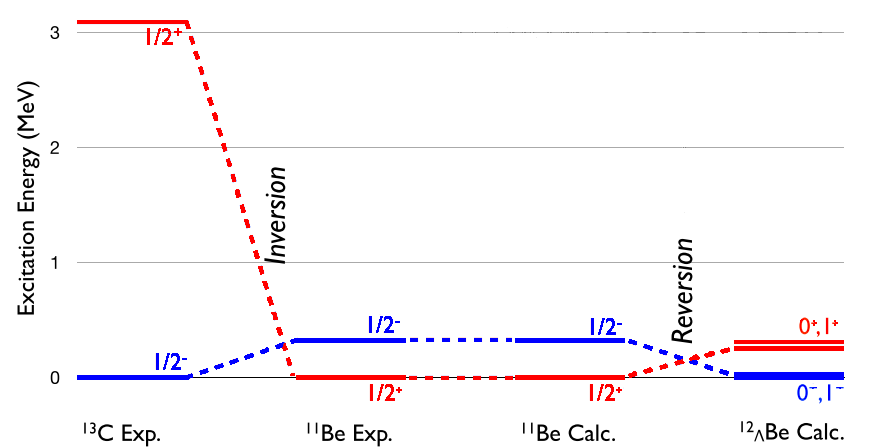 Excitation Energy (MeV)
3
2
1
0
1/2⁺
1/2⁻
Inversion
1/2⁻
1/2⁺
1/2⁻
1/2⁺
Reversion
0⁺,1⁺
0⁻,1⁻
¹³C Exp.
¹¹Be Exp.
¹¹Be Calc.
¹²ΛBe Calc.